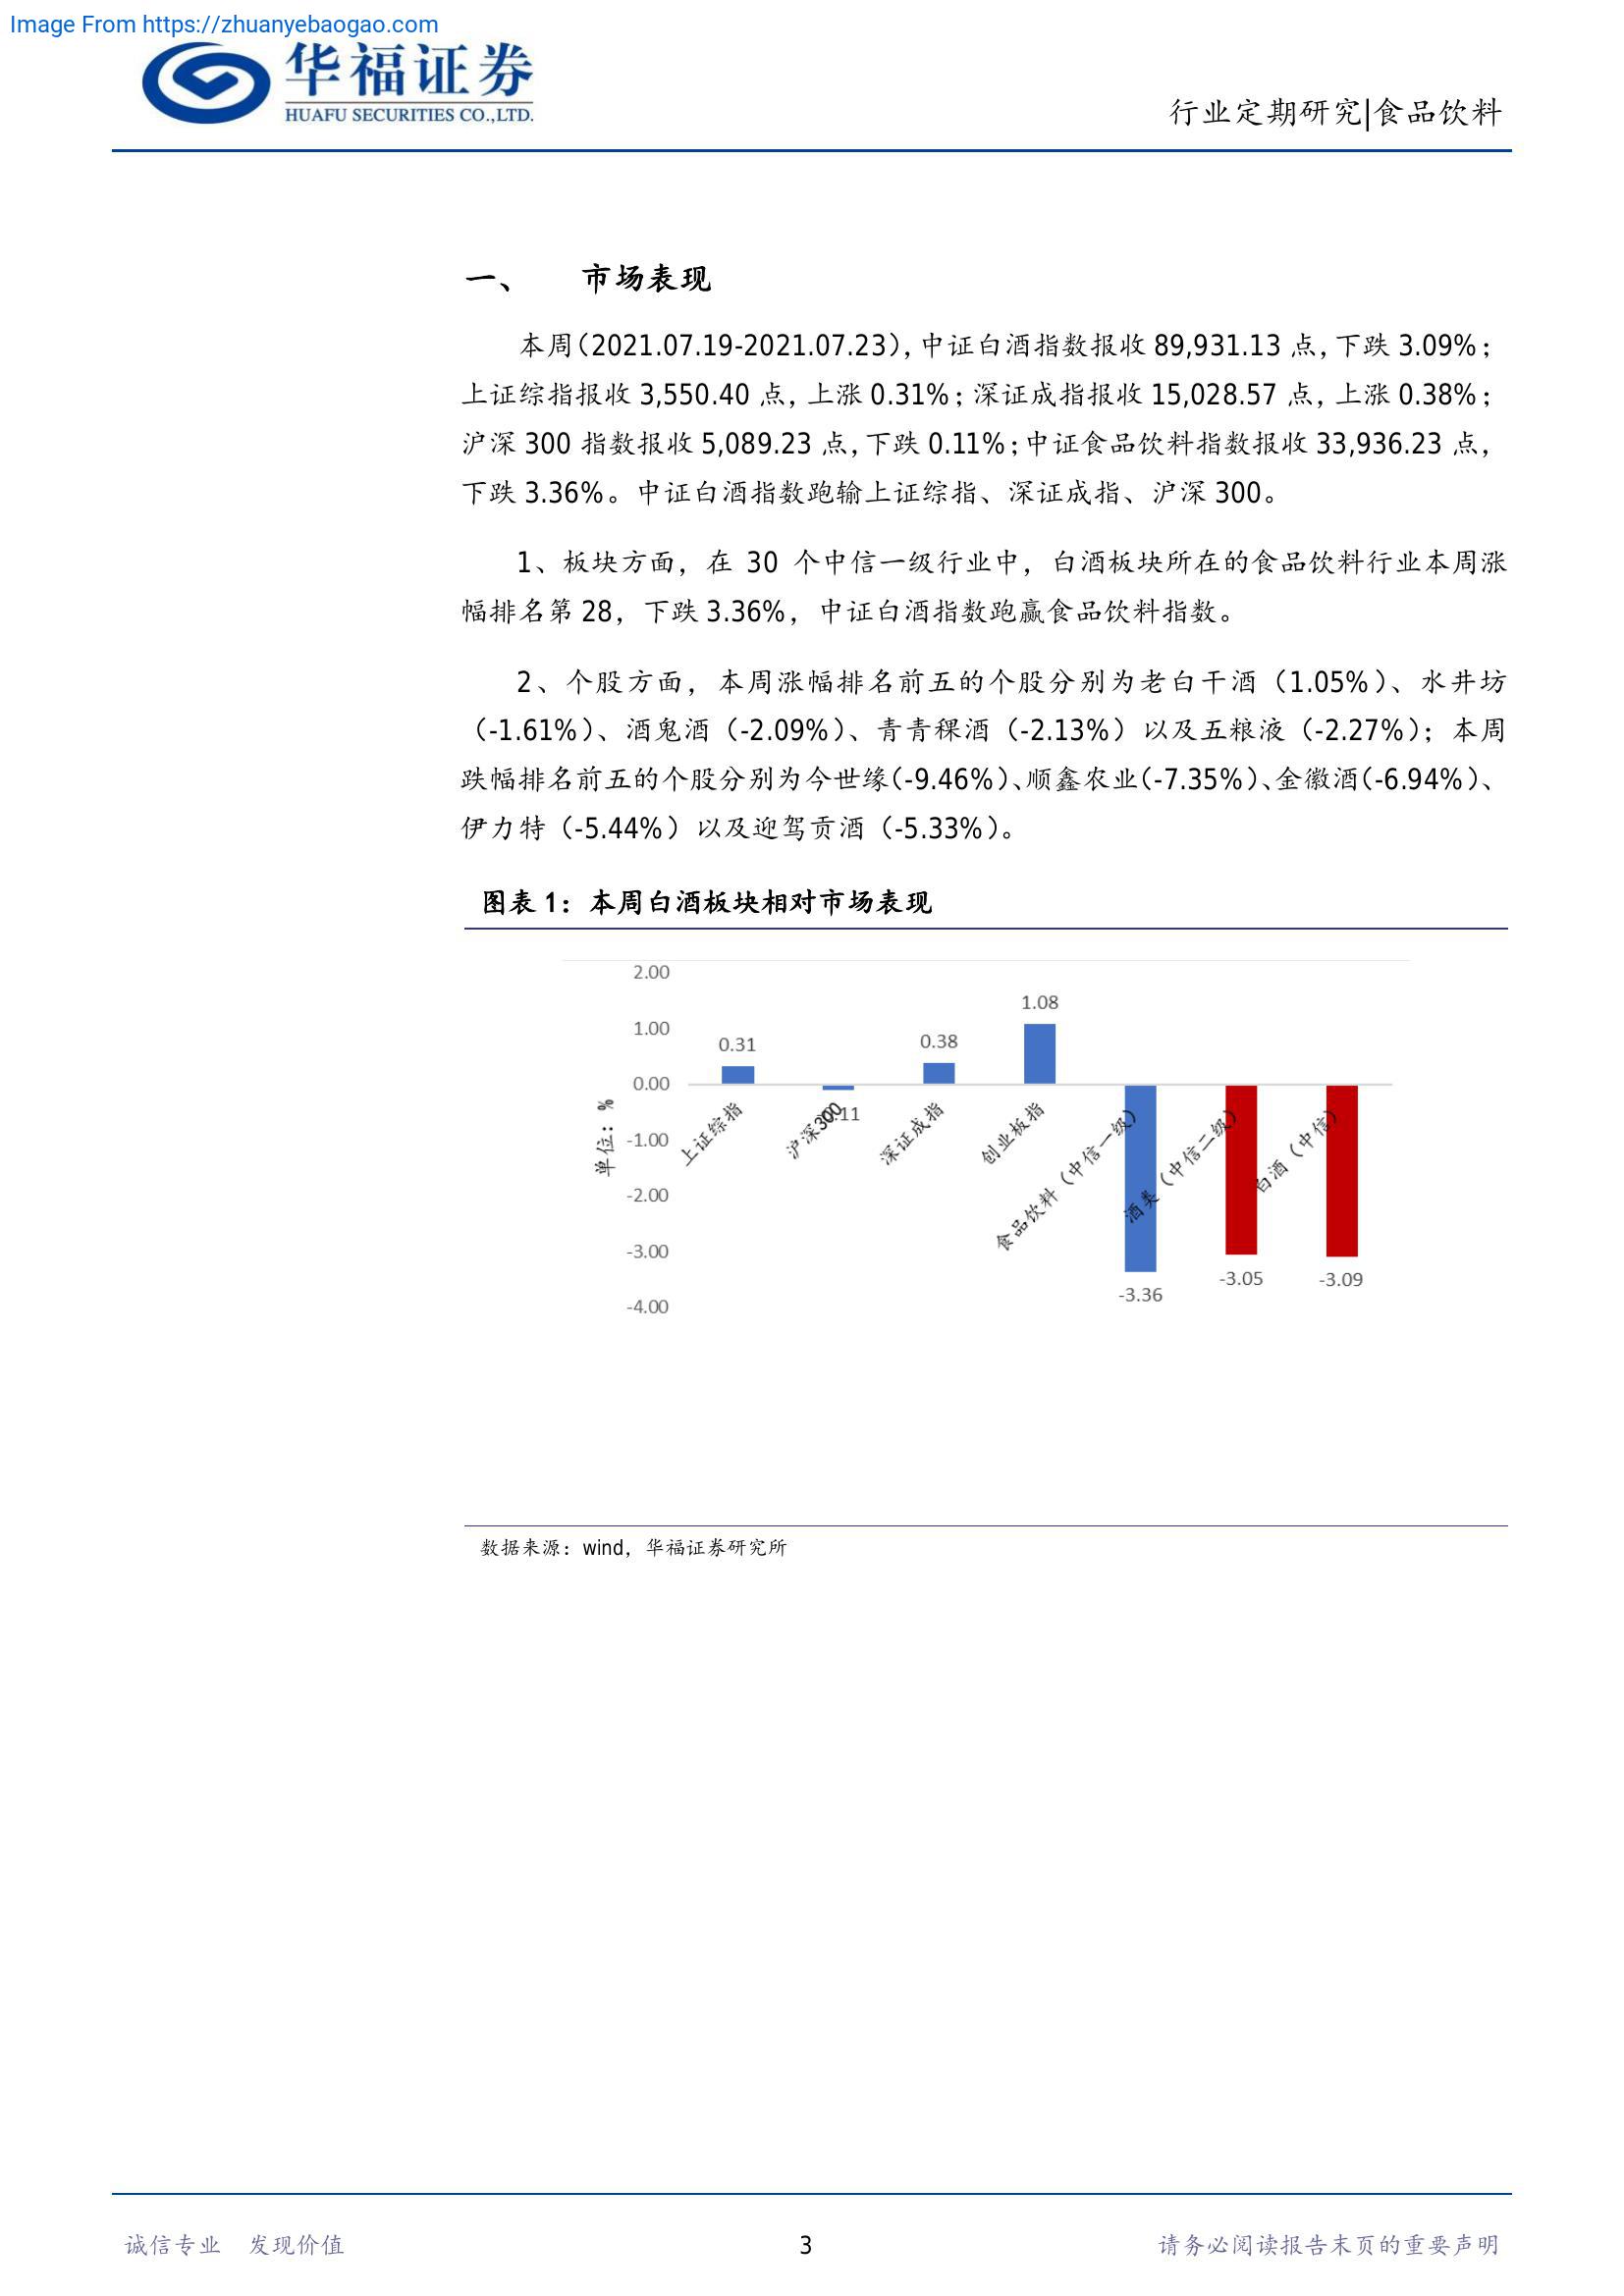 Image From https://zhuanyebaogao.com
华福证券
HUAFU SECURITIES CO.,LTD.
行业定期研究|食品饮料
一、 市场表现
本周(2021.07.19-2021.07.23),中证白酒指数报收 89,931.13 点,下跌 3.09%;
上证综指报收 3,550.40 点,上涨 0.31%;深证成指报收 15,028.57 点,上涨 0.38%;
沪深 300 指数报收 5,089.23 点,下跌 0.11%;中证食品饮料指数报收 33,936.23 点,
下跌 3.36%。中证白酒指数跑输上证综指、深证成指、沪深 300。
1、板块方面，在 30 个中信一级行业中，白酒板块所在的食品饮料行业本周涨
幅排名第 28，下跌 3.36%，中证白酒指数跑赢食品饮料指数。
2、个股方面，本周涨幅排名前五的个股分别为老白干酒（1.05%）、水井坊
（-1.61%）、酒鬼酒（-2.09%）、青青稞酒（-2.13%）以及五粮液（-2.27%）；本周
跌幅排名前五的个股分别为今世缘(-9.46%)、顺鑫农业(-7.35%)、金徽酒(-6.94%)、
伊力特（-5.44%）以及迎驾贡酒（-5.33%）。
图表 1：本周白酒板块相对市场表现
单位：%
2.00
1.00
0.00
-1.00
-2.00
-3.00
-4.00
0.31
0.38
1.08
-3.36
-3.05
-3.09
上证综指
沪深300
深证成指
创业板指
食品饮料（中信一级）
酒类（中信二级）
白酒（中信）
数据来源：wind，华福证券研究所
诚信专业 发现价值
3
请务必阅读报告末页的重要声明